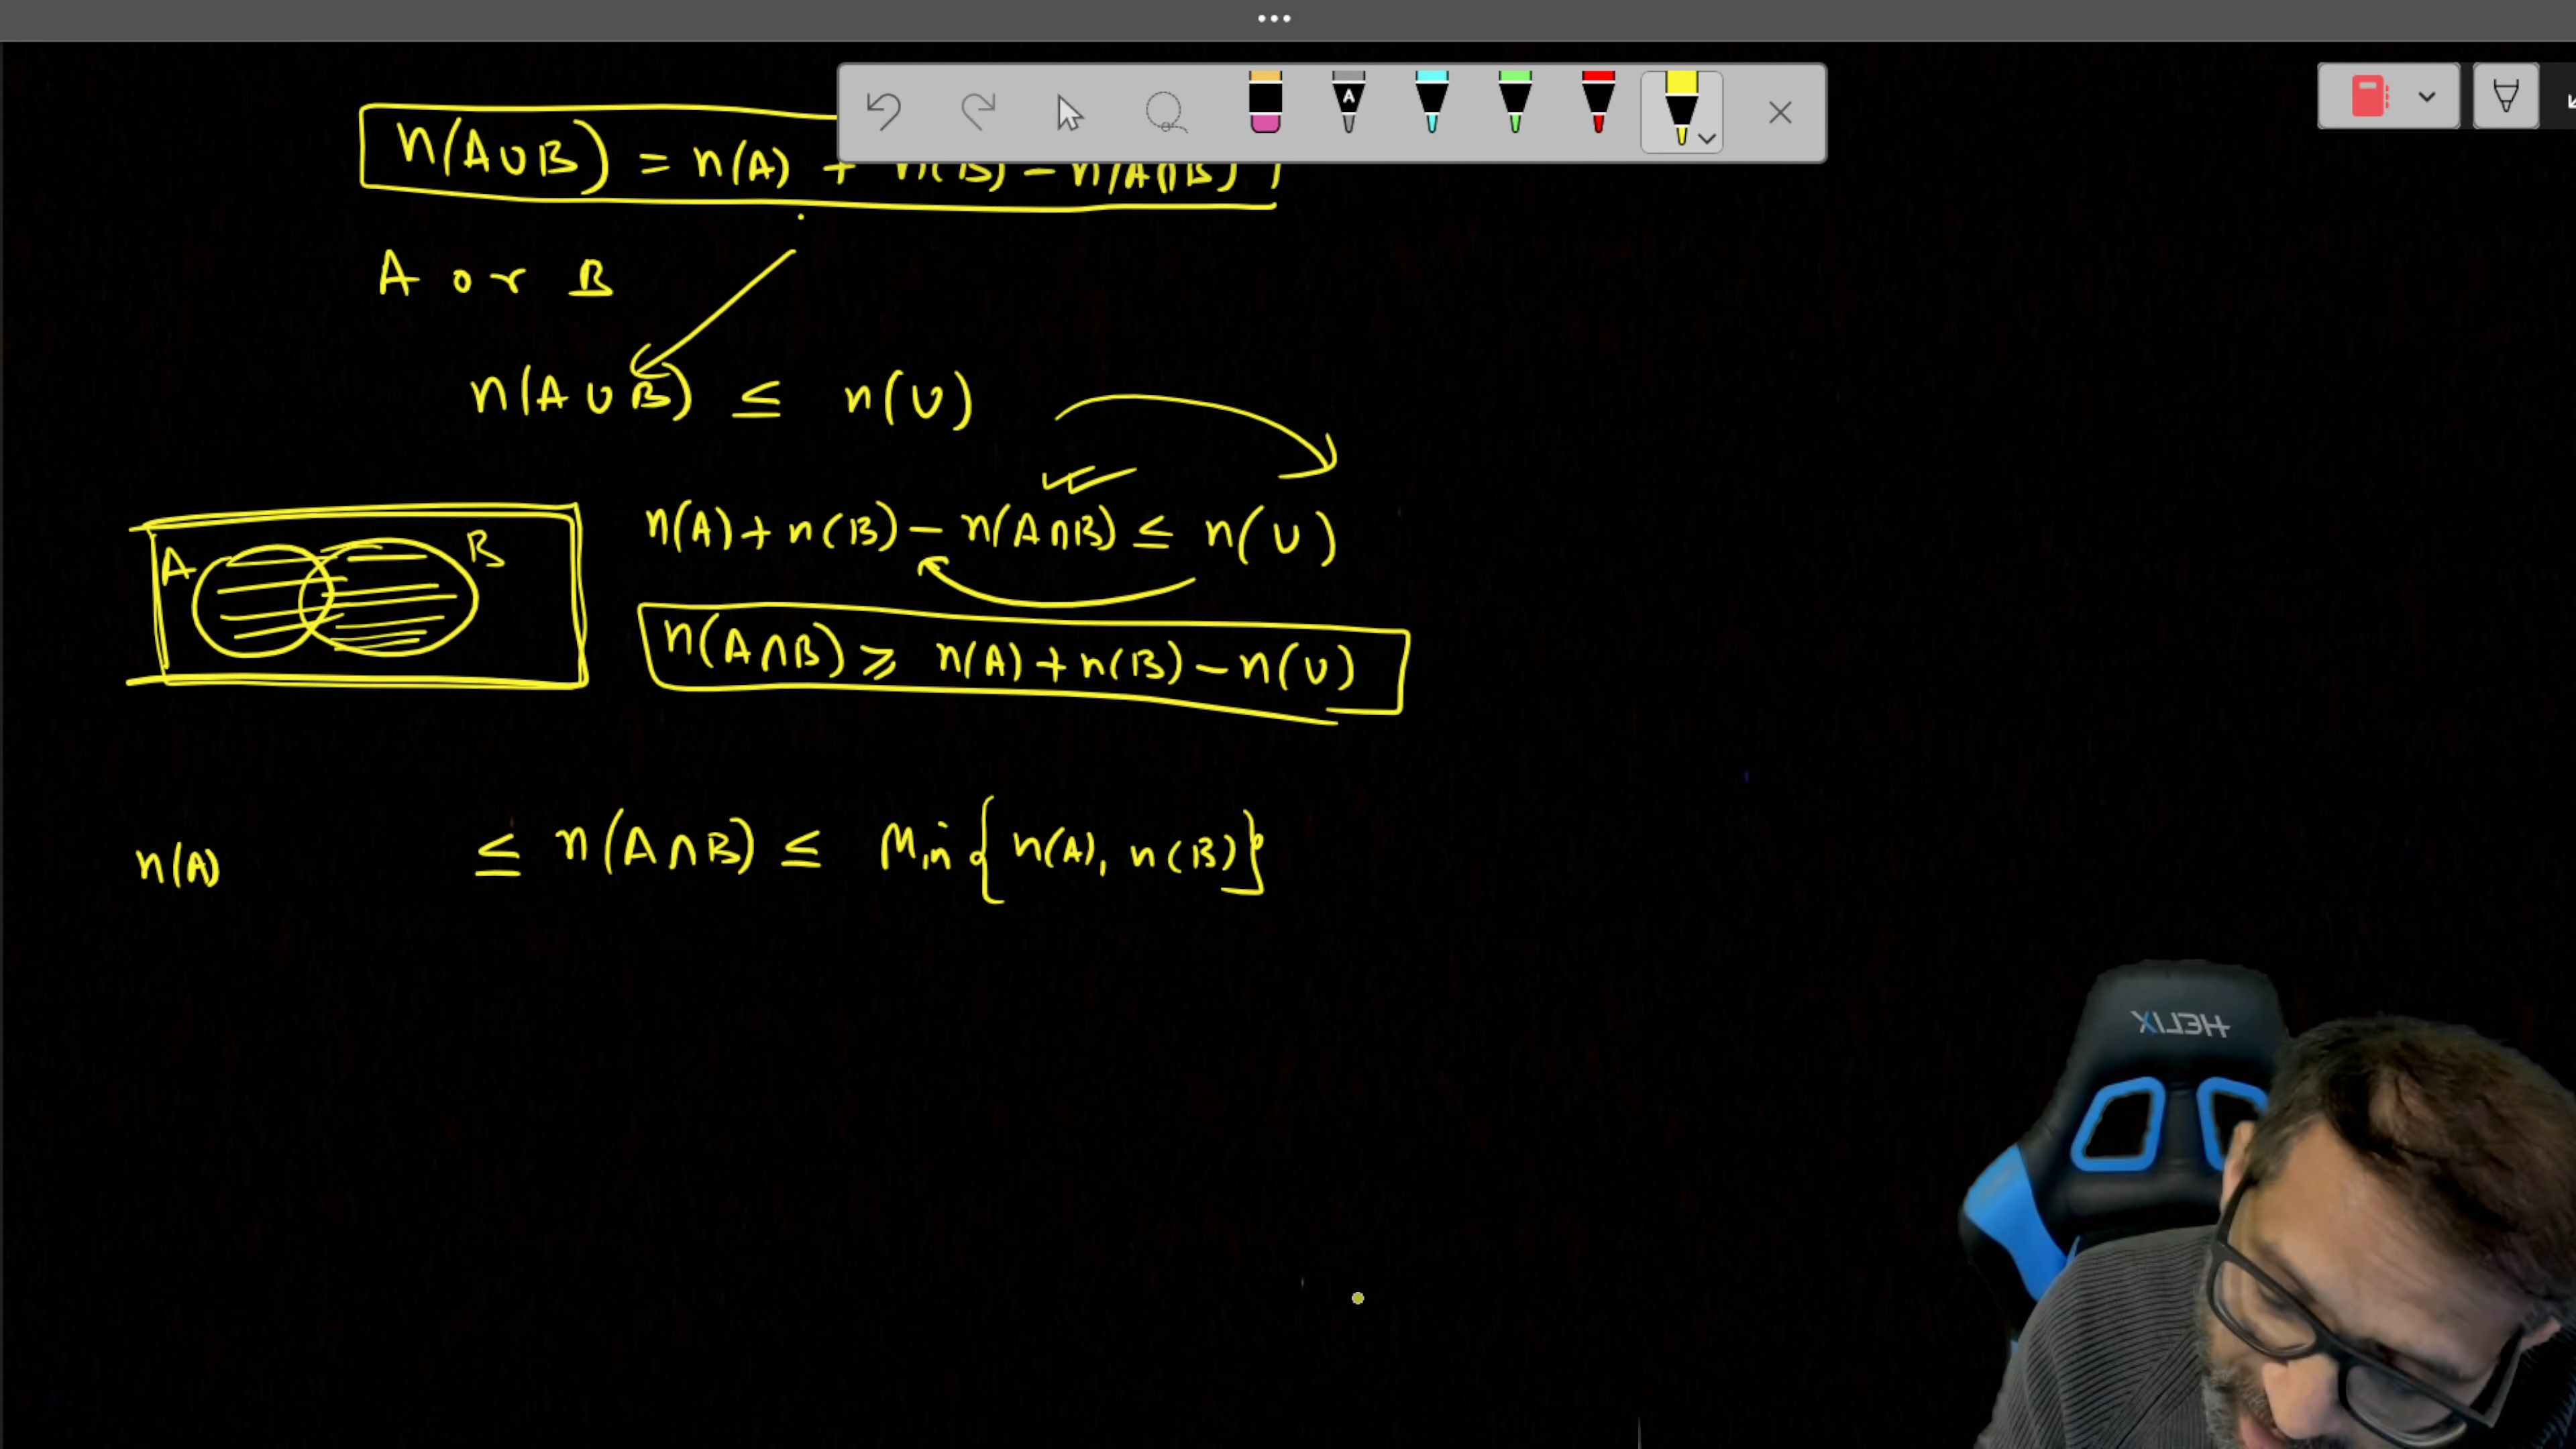 n(A∪B) = n(A) + n(B) - n(A∩B)
A or B
n(A∪B) ≤ n(U)
A B
n(A) + n(B) - n(A∩B) ≤ n(U)
n(A∩B) ≥ n(A) + n(B) - n(U)
n(A) ≤ n(A∩B) ≤ Min{n(A), n(B)}
A
HELIX